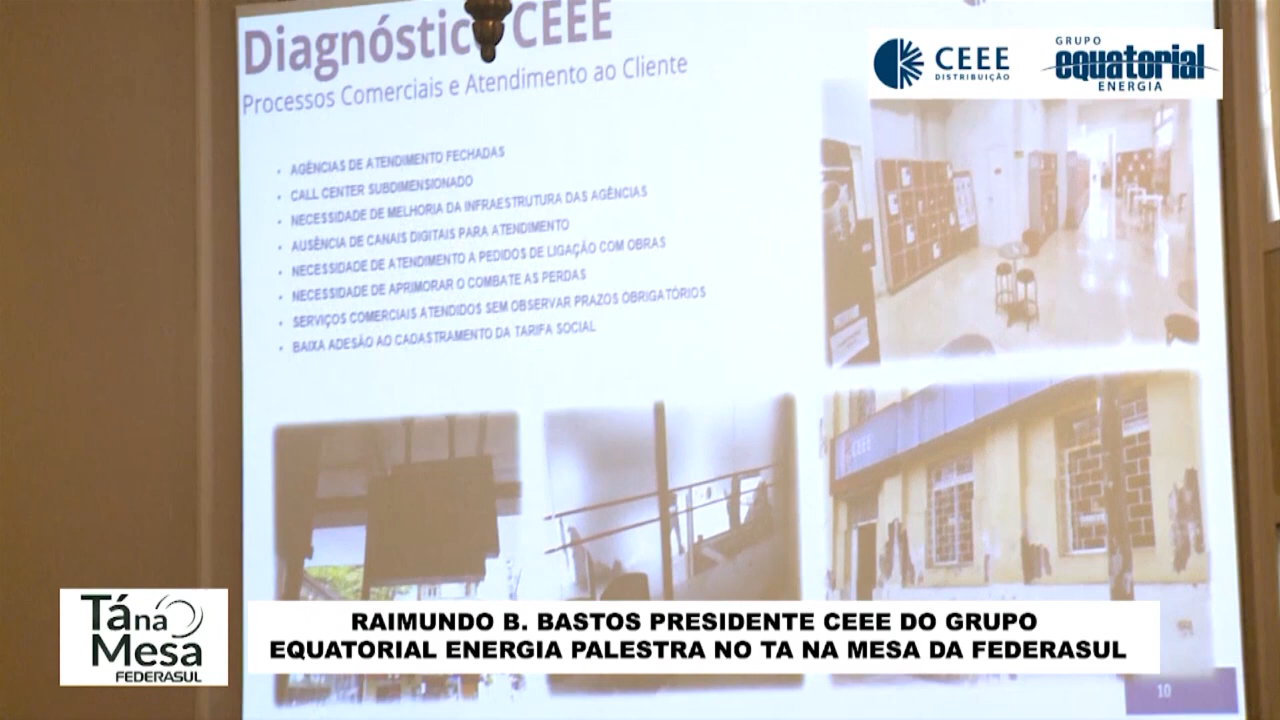 Diagnóstico CEEE
Processos Comerciais e Atendimento ao Cliente
CEEE
DISTRIBUIÇÃO
GRUPO
equatorial
ENERGIA
• AGÊNCIAS DE ATENDIMENTO FECHADAS
• CALL CENTER SUBDIMENSIONADO
• NECESSIDADE DE MELHORIA DA INFRAESTRUTURA DAS AGÊNCIAS
• AUSÊNCIA DE CANAIS DIGITAIS PARA ATENDIMENTO
• NECESSIDADE DE ATENDIMENTO A PEDIDOS DE LIGAÇÃO COM OBRAS
• NECESSIDADE DE APRIMORAR O COMBATE AS PERDAS
• SERVIÇOS COMERCIAIS ATENDIDOS SEM OBSERVAR PRAZOS OBRIGATÓRIOS
• BAIXA ADESÃO AO CADASTRAMENTO DA TARIFA SOCIAL
CEEE
Tá na
Mesa
FEDERASUL
RAIMUNDO B. BASTOS PRESIDENTE CEEE DO GRUPO
EQUATORIAL ENERGIA PALESTRA NO TA NA MESA DA FEDERASUL
10